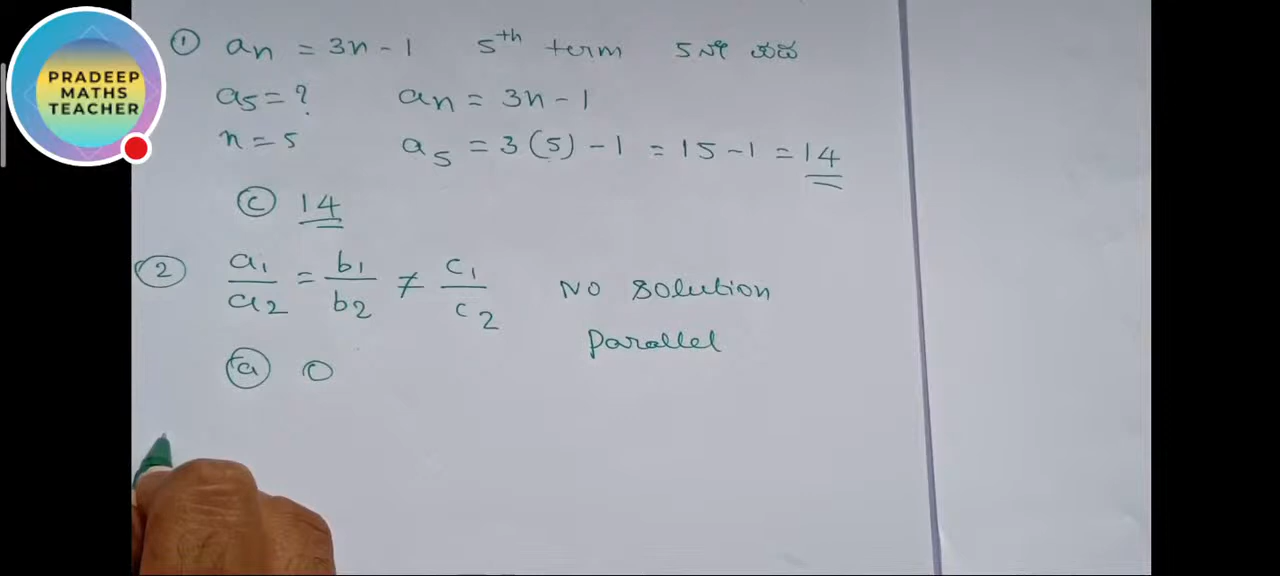 PRADEEP
MATHS
TEACHER
① an = 3n - 1 5th term 5ನೇ ಪದ
a5 = ? an = 3n - 1
n = 5 a5 = 3(5) - 1 = 15 - 1 = 14
ⓒ 14
② a1/a2 = b1/b2 ≠ c1/c2 No solution
parallel
ⓐ 0